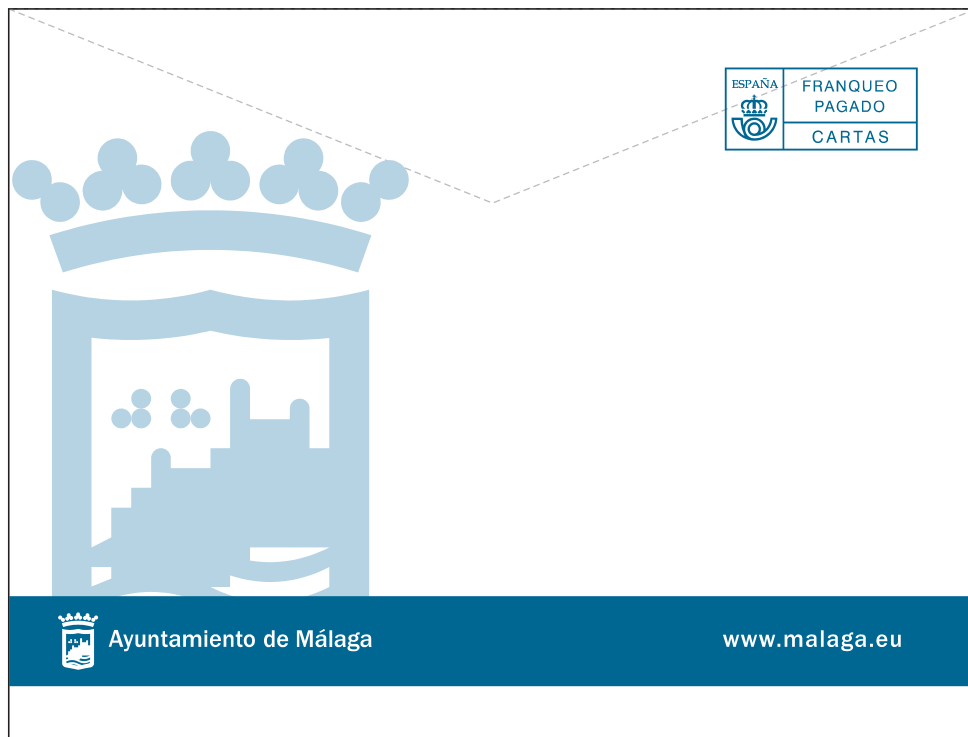 ESPAÑA
FRANQUEO
PAGADO
CARTAS
Ayuntamiento de Málaga
www.malaga.eu